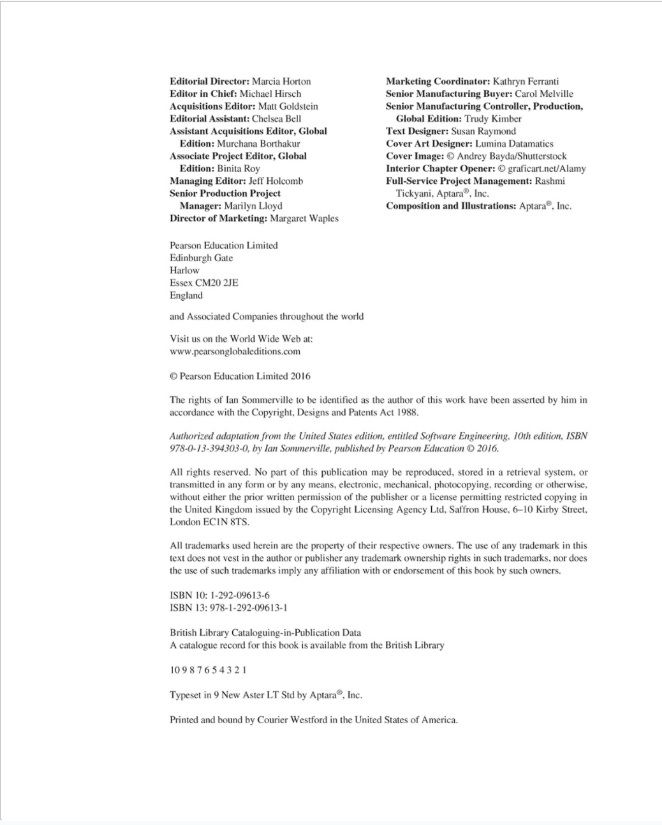 Editorial Director: Marcia Horton
Editor in Chief: Michael Hirsch
Acquisitions Editor: Matt Goldstein
Editorial Assistant: Chelsea Bell
Assistant Acquisitions Editor, Global
Edition: Murchana Borthakur
Associate Project Editor, Global
Edition: Binita Roy
Managing Editor: Jeff Holcomb
Senior Production Project
Manager: Marilyn Lloyd
Director of Marketing: Margaret Waples
Marketing Coordinator: Kathryn Ferranti
Senior Manufacturing Buyer: Carol Melville
Senior Manufacturing Controller, Production,
Global Edition: Trudy Kimber
Text Designer: Susan Raymond
Cover Art Designer: Lumina Datamatics
Cover Image: © Andrey Bayda/Shutterstock
Interior Chapter Opener: © graficart.net/Alamy
Full-Service Project Management: Rashmi
Tickyani, Aptara®, Inc.
Composition and Illustrations: Aptara®, Inc.
Pearson Education Limited
Edinburgh Gate
Harlow
Essex CM20 2JE
England
and Associated Companies throughout the world
Visit us on the World Wide Web at:
www.pearsonglobaleditions.com
© Pearson Education Limited 2016
The rights of Ian Sommerville to be identified as the author of this work have been asserted by him in
accordance with the Copyright, Designs and Patents Act 1988.
Authorized adaptation from the United States edition, entitled Software Engineering, 10th edition, ISBN
978-0-13-394303-0, by Ian Sommerville, published by Pearson Education © 2016.
All rights reserved. No part of this publication may be reproduced, stored in a retrieval system, or
transmitted in any form or by any means, electronic, mechanical, photocopying, recording or otherwise,
without either the prior written permission of the publisher or a license permitting restricted copying in
the United Kingdom issued by the Copyright Licensing Agency Ltd, Saffron House, 6–10 Kirby Street,
London EC1N 8TS.
All trademarks used herein are the property of their respective owners. The use of any trademark in this
text does not vest in the author or publisher any trademark ownership rights in such trademarks, nor does
the use of such trademarks imply any affiliation with or endorsement of this book by such owners.
ISBN 10: 1-292-09613-6
ISBN 13: 978-1-292-09613-1
British Library Cataloguing-in-Publication Data
A catalogue record for this book is available from the British Library
10 9 8 7 6 5 4 3 2 1
Typeset in 9 New Aster LT Std by Aptara®, Inc.
Printed and bound by Courier Westford in the United States of America.